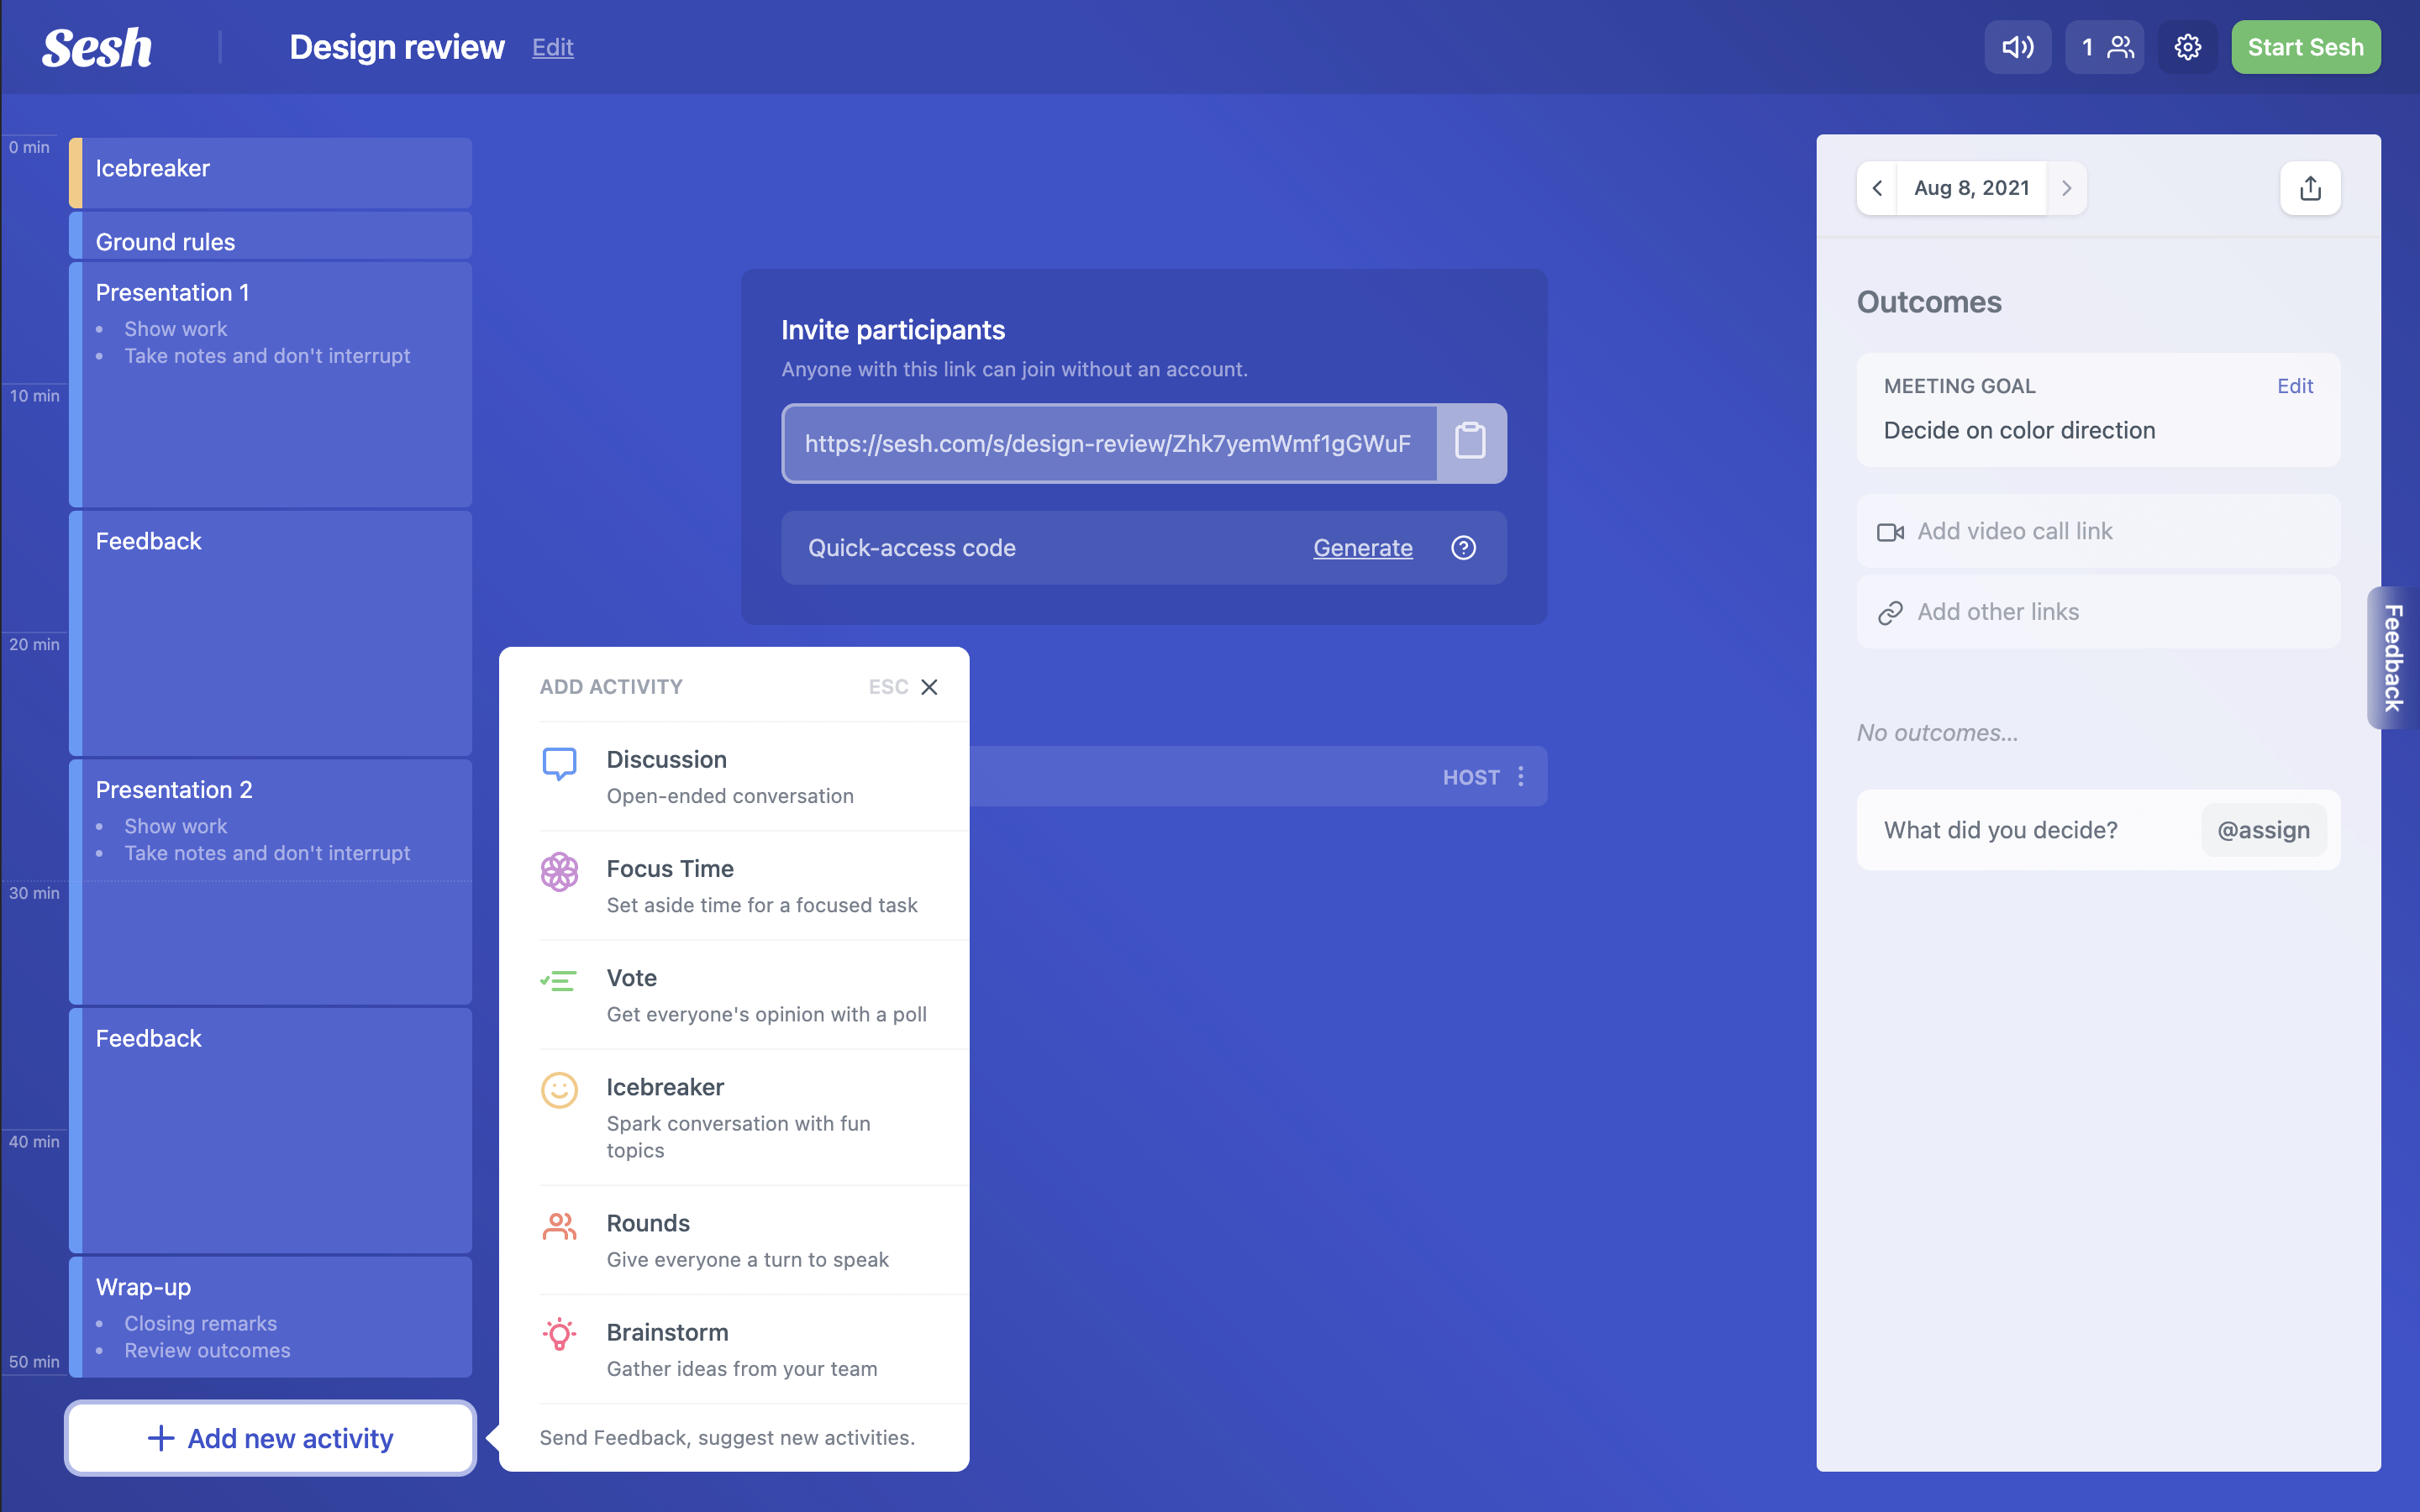 Sesh
Design review
Edit
1
Start Sesh
0 min
10 min
20 min
30 min
40 min
50 min
Icebreaker
Ground rules
Presentation 1
• Show work
• Take notes and don't interrupt
Feedback
Presentation 2
• Show work
• Take notes and don't interrupt
Feedback
Wrap-up
• Closing remarks
• Review outcomes
Add new activity
Invite participants
Anyone with this link can join without an account.
https://sesh.com/s/design-review/Zhk7yemWmf1gGWuF
Quick-access code
Generate
HOST
ADD ACTIVITY
ESC
Discussion
Open-ended conversation
Focus Time
Set aside time for a focused task
Vote
Get everyone's opinion with a poll
Icebreaker
Spark conversation with fun
topics
Rounds
Give everyone a turn to speak
Brainstorm
Gather ideas from your team
Send Feedback, suggest new activities.
Aug 8, 2021
Outcomes
MEETING GOAL
Edit
Decide on color direction
Add video call link
Add other links
No outcomes...
What did you decide?
@assign
Feedback